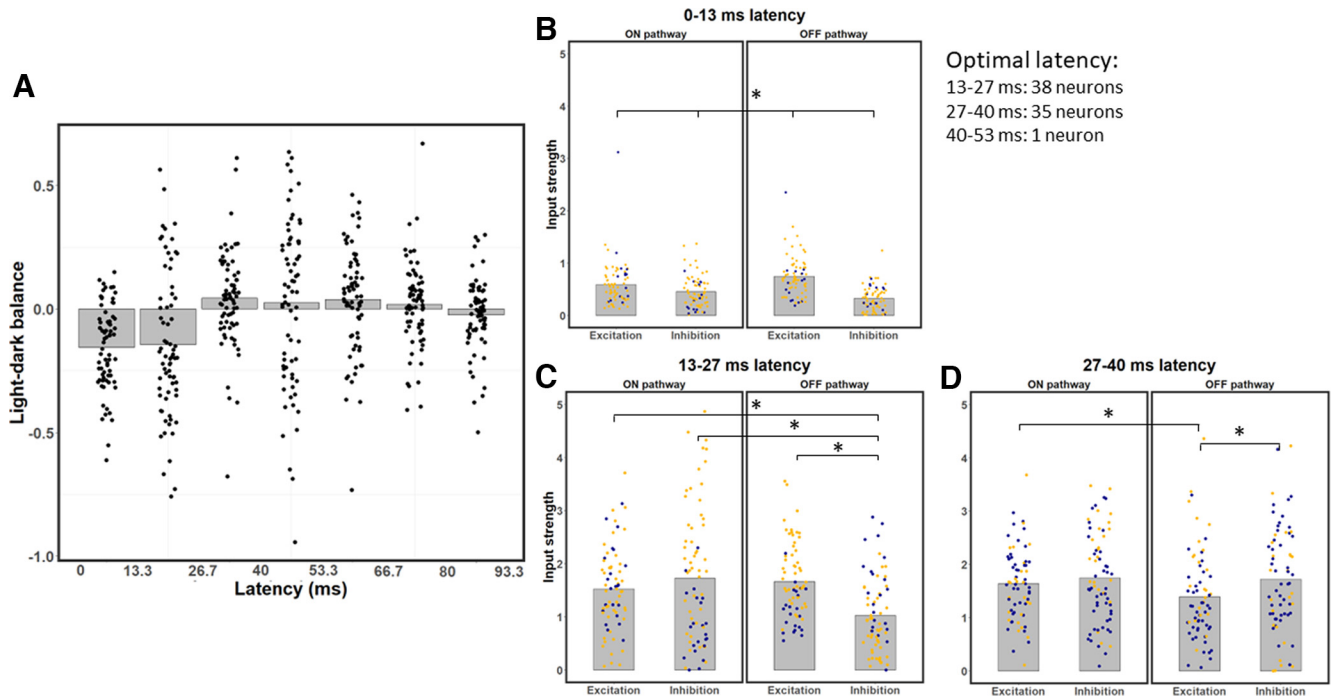 A
Light-dark balance
0.5
0.0
-0.5
-1.0
0 13.3 26.7 40 53.3 66.7 80 93.3
Latency (ms)
B
0-13 ms latency
ON pathway OFF pathway
Input strength
5
4
3
2
1
0
*
Excitation Inhibition Excitation Inhibition
Optimal latency:
13-27 ms: 38 neurons
27-40 ms: 35 neurons
40-53 ms: 1 neuron
C
13-27 ms latency
ON pathway OFF pathway
Input strength
5
4
3
2
1
0
*
*
*
Excitation Inhibition Excitation Inhibition
D
27-40 ms latency
ON pathway OFF pathway
5
4
3
2
1
0
*
*
Excitation Inhibition Excitation Inhibition